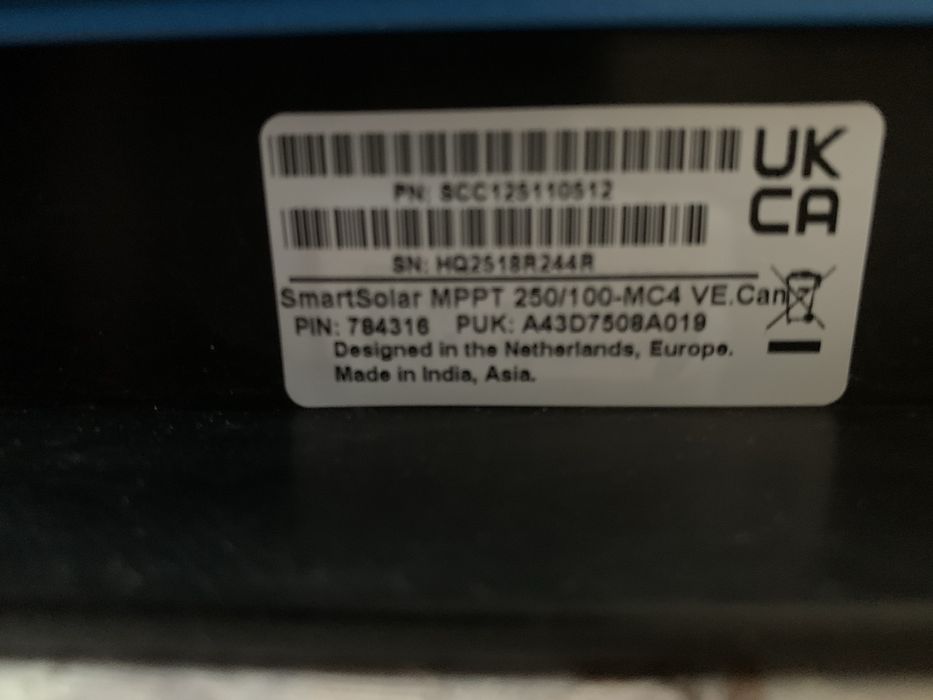 UK
CA
PN: SCC125110512
SN: HQ2518R244R
SmartSolar MPPT 250/100-MC4 VE.Can
PIN: 784316 PUK: A43D7508A019
Designed in the Netherlands, Europe.
Made in India, Asia.